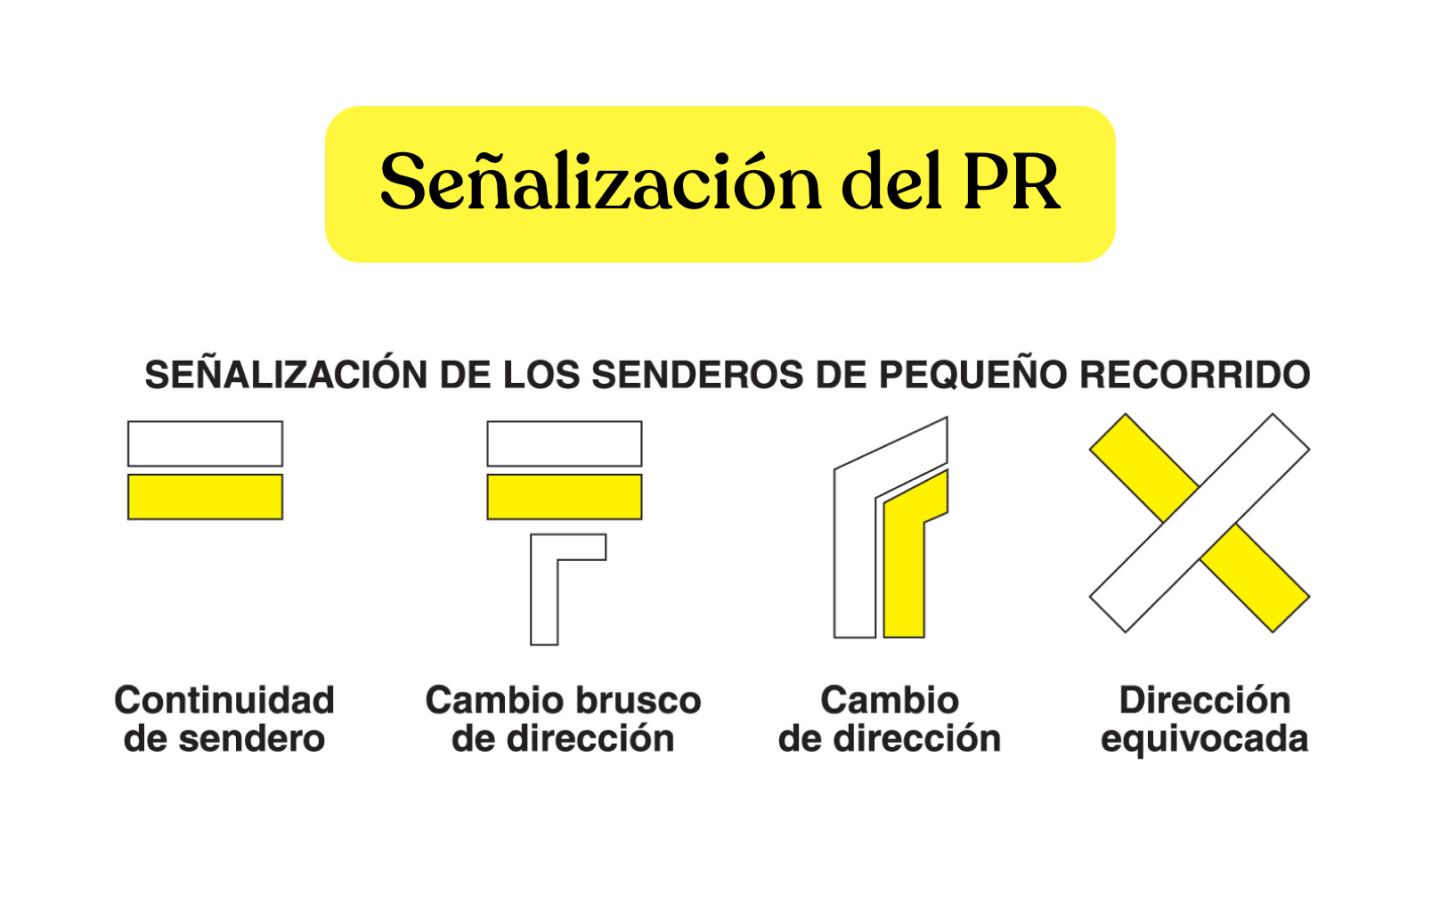 Señalización del PR
SEÑALIZACIÓN DE LOS SENDEROS DE PEQUEÑO RECORRIDO
Continuidad
de sendero
Cambio brusco
de dirección
Cambio
de dirección
Dirección
equivocada